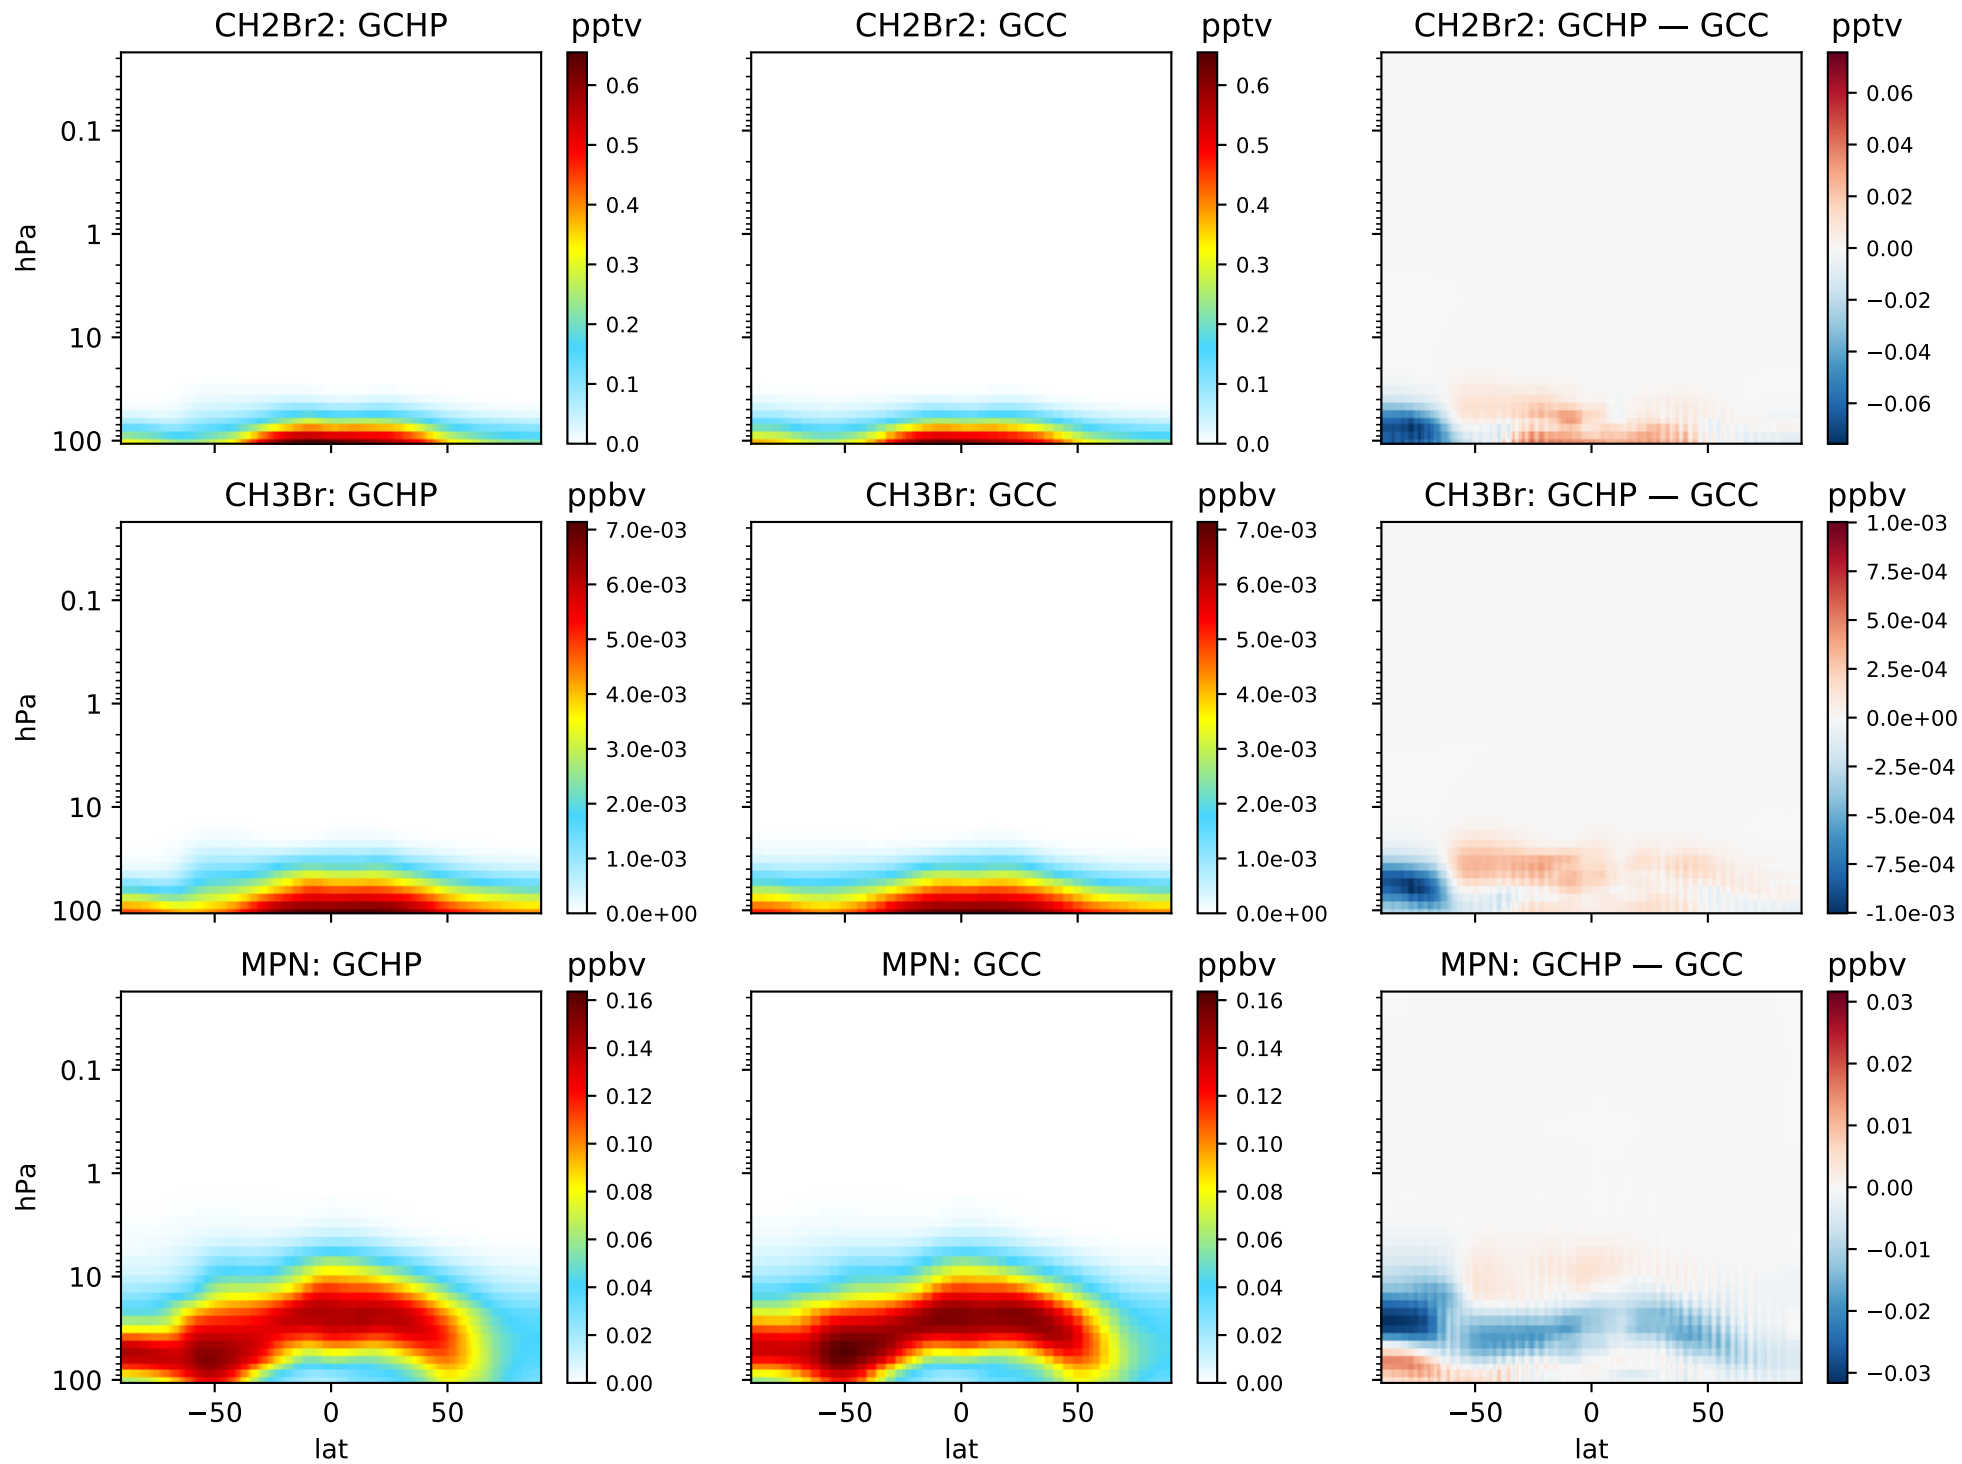 CH2Br2: GCHP pptv CH2Br2: GCC pptv CH2Br2: GCHP — GCC pptv
0.6 0.6 0.06
0.1 0.5 0.5 0.04
0.4 0.4 0.02
hPa 1 0.3 0.3 0.00
0.2 0.2 −0.02
10 0.1 0.1 −0.04
100 0.0 0.0 −0.06
CH3Br: GCHP ppbv CH3Br: GCC ppbv CH3Br: GCHP — GCC ppbv
7.0e-03 7.0e-03 1.0e-03
0.1 6.0e-03 6.0e-03 7.5e-04
5.0e-03 5.0e-03 5.0e-04
hPa 1 4.0e-03 4.0e-03 2.5e-04
3.0e-03 3.0e-03 0.0e+00
10 2.0e-03 2.0e-03 -2.5e-04
1.0e-03 1.0e-03 -5.0e-04
100 0.0e+00 0.0e+00 -7.5e-04
-1.0e-03
MPN: GCHP ppbv MPN: GCC ppbv MPN: GCHP — GCC ppbv
0.16 0.16 0.03
0.1 0.14 0.14 0.02
0.12 0.12 0.01
hPa 1 0.10 0.10 0.00
0.08 0.08 −0.01
10 0.06 0.06 −0.02
0.04 0.04 −0.03
0.02 0.02
100 0.00 0.00
−50 0 50 −50 0 50 −50 0 50
lat lat lat